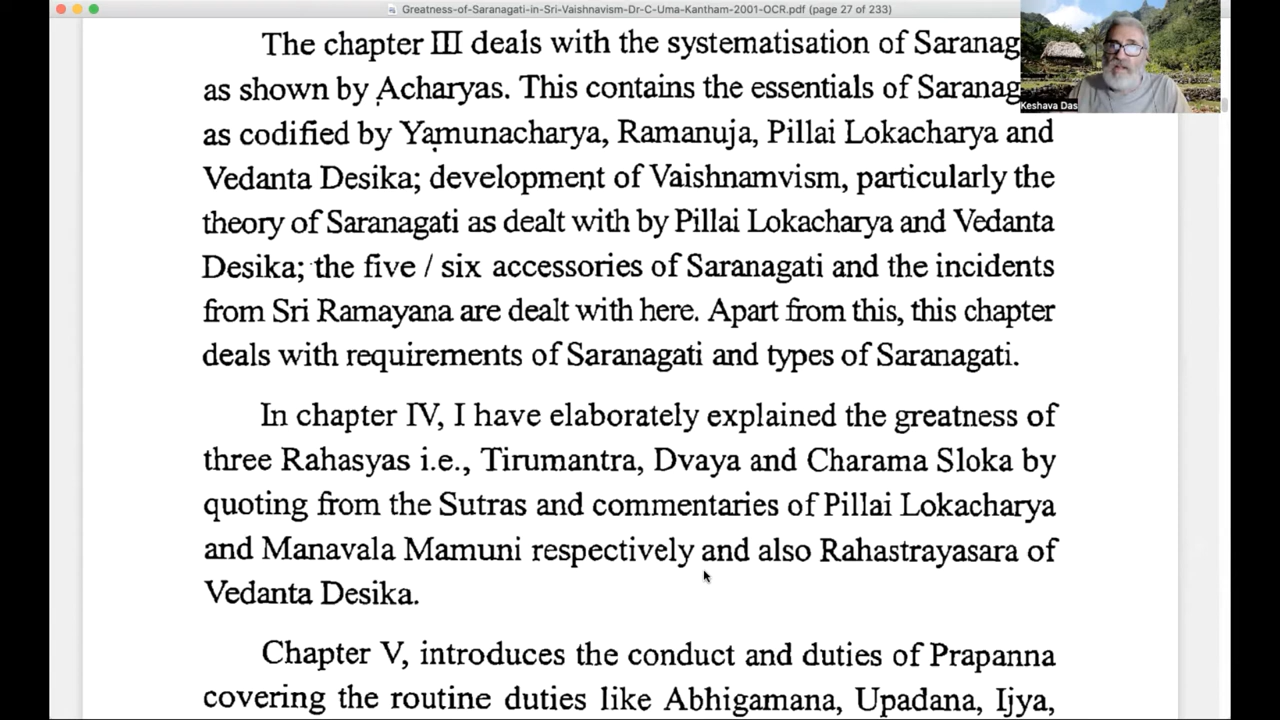 Greatness-of-Saranagati-in-Sri-Vaishnavism-Dr-C-Uma-Kantham-2001-OCR.pdf (page 27 of 233)
The chapter III deals with the systematisation of Saranag
as shown by Acharyas. This contains the essentials of Saranag
as codified by Yamunacharya, Ramanuja, Pillai Lokacharya and
Vedanta Desika; development of Vaishnamvism, particularly the
theory of Saranagati as dealt with by Pillai Lokacharya and Vedanta
Desika; the five / six accessories of Saranagati and the incidents
from Sri Ramayana are dealt with here. Apart from this, this chapter
deals with requirements of Saranagati and types of Saranagati.
In chapter IV, I have elaborately explained the greatness of
three Rahasyas i.e., Tirumantra, Dvaya and Charama Sloka by
quoting from the Sutras and commentaries of Pillai Lokacharya
and Manavala Mamuni respectively and also Rahastrayasara of
Vedanta Desika.
Chapter V, introduces the conduct and duties of Prapanna
covering the routine duties like Abhigamana, Upadana, Ijya,
Keshava Das